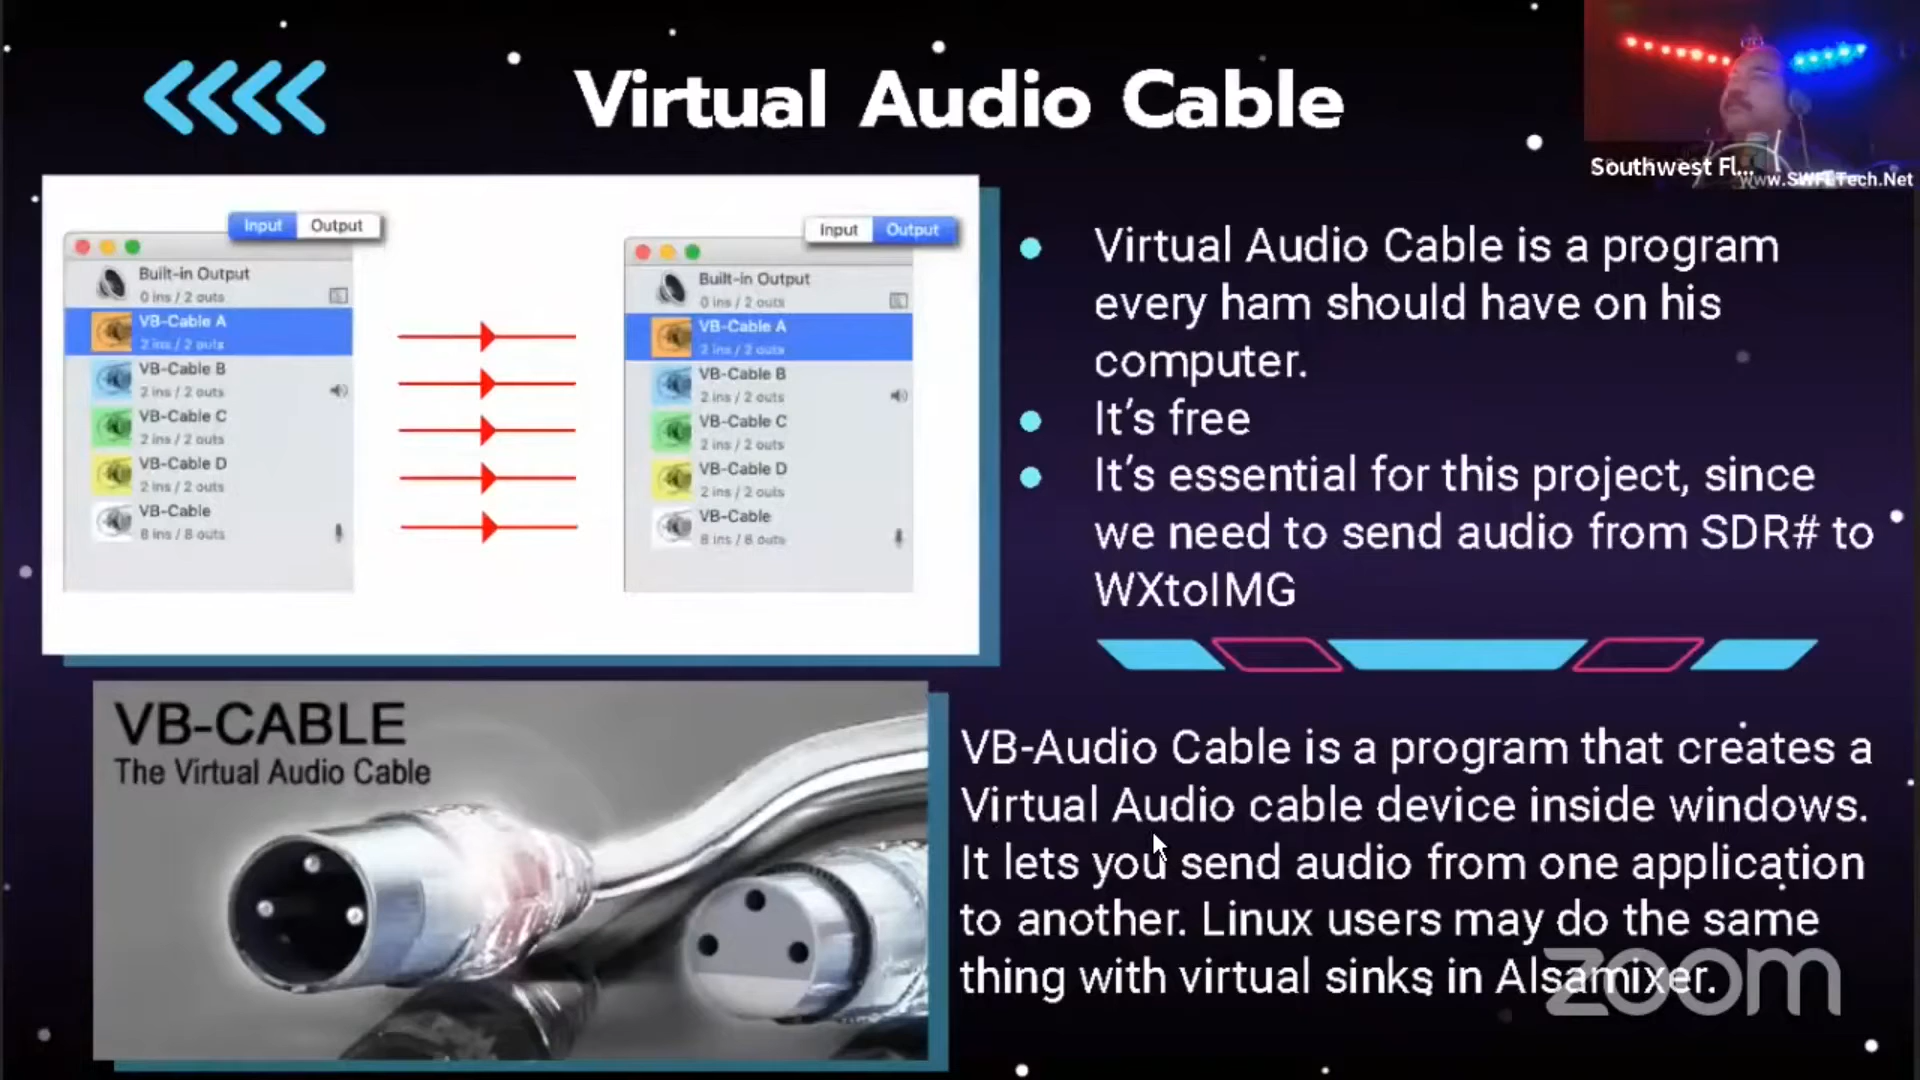 Virtual Audio Cable
Southwest Fl...
www.SWFLTech.Net
Input Output
Built-in Output
0 ins / 2 outs
VB-Cable A
2 ins / 2 outs
VB-Cable B
2 ins / 2 outs
VB-Cable C
2 ins / 2 outs
VB-Cable D
2 ins / 2 outs
VB-Cable
8 ins / 8 outs
Input Output
Built-in Output
0 ins / 2 outs
VB-Cable A
2 ins / 2 outs
VB-Cable B
2 ins / 2 outs
VB-Cable C
2 ins / 2 outs
VB-Cable D
2 ins / 2 outs
VB-Cable
8 ins / 8 outs
Virtual Audio Cable is a program
every ham should have on his
computer.
It’s free
It’s essential for this project, since
we need to send audio from SDR# to
WXtoIMG
VB-CABLE
The Virtual Audio Cable
VB-Audio Cable is a program that creates a
Virtual Audio cable device inside windows.
It lets you send audio from one application
to another. Linux users may do the same
thing with virtual sinks in Alsamixer.
zoom